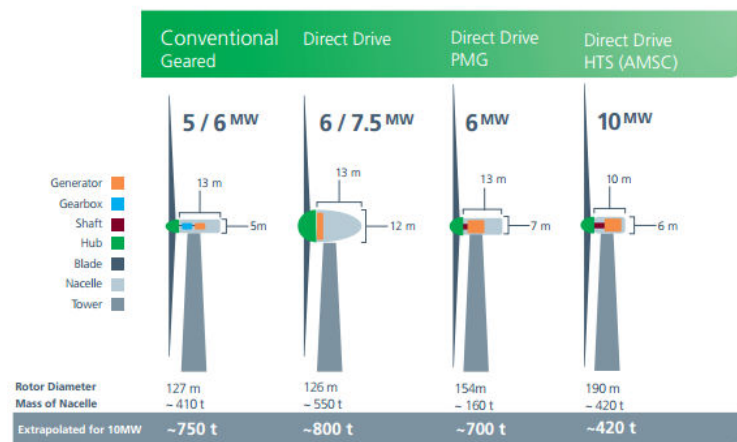 Conventional Geared
Direct Drive
Direct Drive PMG
Direct Drive HTS (AMSC)
5 / 6 MW
6 / 7.5 MW
6 MW
10 MW
13 m
5m
13 m
12 m
13 m
7 m
10 m
6 m
Generator
Gearbox
Shaft
Hub
Blade
Nacelle
Tower
Rotor Diameter 127 m 126 m 154m 190 m
Mass of Nacelle ~ 410 t ~ 550 t ~ 160 t ~ 420 t
Extrapolated for 10MW ~750 t ~800 t ~700 t ~420 t